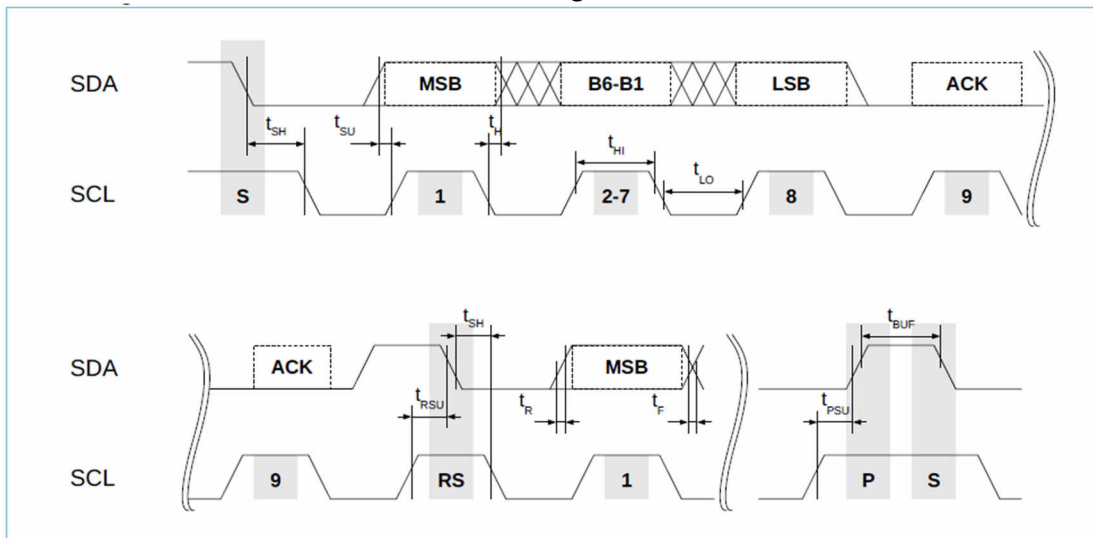 SDA MSB B6-B1 LSB ACK
tSH tSU tH tHI tLO
SCL S 1 2-7 8 9
tSH tBUF
SDA ACK MSB
tRSU tR tF tPSU
SCL 9 RS 1 P S